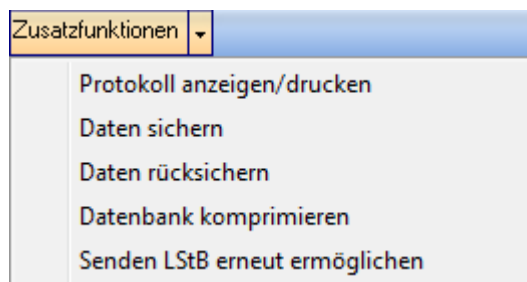 Zusatzfunktionen
Protokoll anzeigen/drucken
Daten sichern
Daten rücksichern
Datenbank komprimieren
Senden LStB erneut ermöglichen